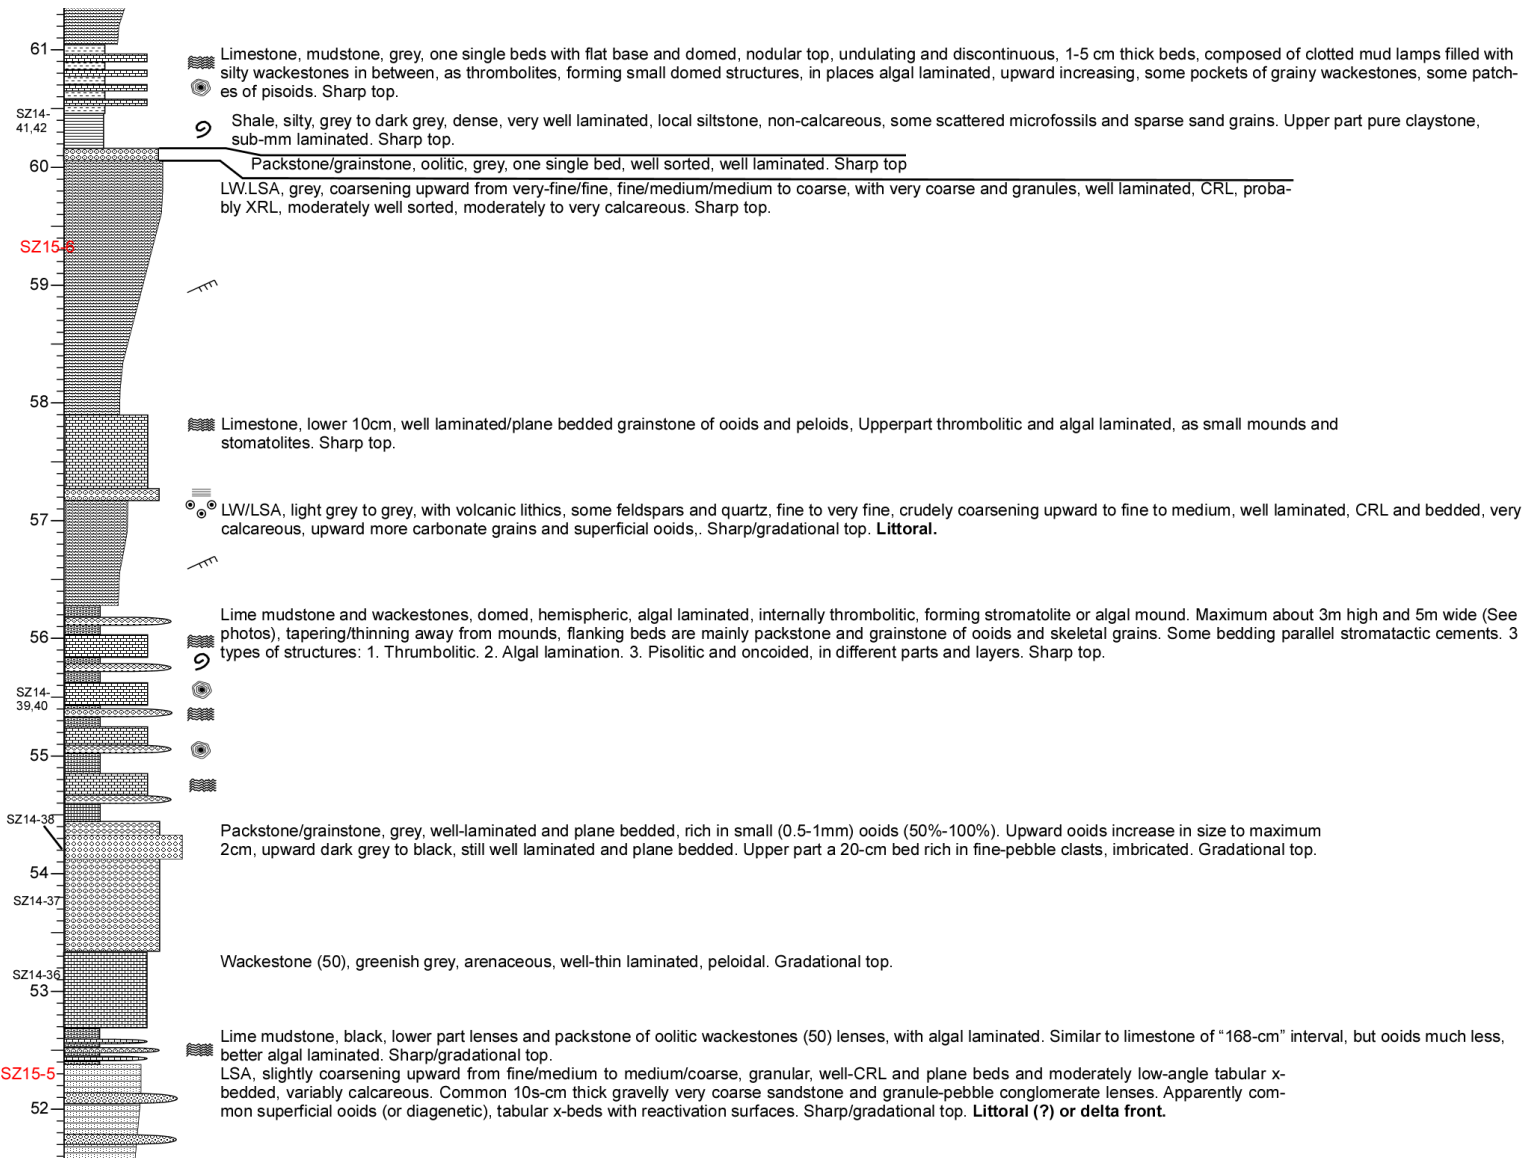 61
Limestone, mudstone, grey, one single beds with flat base and domed, nodular top, undulating and discontinuous, 1-5 cm thick beds, composed of clotted mud lamps filled with
silty wackestones in between, as thrombolites, forming small domed structures, in places algal laminated, upward increasing, some pockets of grainy wackestones, some patch-
es of pisoids. Sharp top.
SZ14-
41,42
Shale, silty, grey to dark grey, dense, very well laminated, local siltstone, non-calcareous, some scattered microfossils and sparse sand grains. Upper part pure claystone,
sub-mm laminated. Sharp top.
Packstone/grainstone, oolitic, grey, one single bed, well sorted, well laminated. Sharp top
60
LW.LSA, grey, coarsening upward from very-fine/fine, fine/medium/medium to coarse, with very coarse and granules, well laminated, CRL, proba-
bly XRL, moderately well sorted, moderately to very calcareous. Sharp top.
SZ15-6
59
58
Limestone, lower 10cm, well laminated/plane bedded grainstone of ooids and peloids, Upperpart thrombolitic and algal laminated, as small mounds and
stomatolites. Sharp top.
57
LW/LSA, light grey to grey, with volcanic lithics, some feldspars and quartz, fine to very fine, crudely coarsening upward to fine to medium, well laminated, CRL and bedded, very
calcareous, upward more carbonate grains and superficial ooids,. Sharp/gradational top. Littoral.
Lime mudstone and wackestones, domed, hemispheric, algal laminated, internally thrombolitic, forming stromatolite or algal mound. Maximum about 3m high and 5m wide (See
photos), tapering/thinning away from mounds, flanking beds are mainly packstone and grainstone of ooids and skeletal grains. Some bedding parallel stromatactic cements. 3
types of structures: 1. Thrumbolitic. 2. Algal lamination. 3. Pisolitic and oncoided, in different parts and layers. Sharp top.
56
SZ14-
39,40
55
SZ14-38
Packstone/grainstone, grey, well-laminated and plane bedded, rich in small (0.5-1mm) ooids (50%-100%). Upward ooids increase in size to maximum
2cm, upward dark grey to black, still well laminated and plane bedded. Upper part a 20-cm bed rich in fine-pebble clasts, imbricated. Gradational top.
54
SZ14-37
Wackestone (50), greenish grey, arenaceous, well-thin laminated, peloidal. Gradational top.
SZ14-36
53
Lime mudstone, black, lower part lenses and packstone of oolitic wackestones (50) lenses, with algal laminated. Similar to limestone of “168-cm” interval, but ooids much less,
better algal laminated. Sharp/gradational top.
SZ15-5
LSA, slightly coarsening upward from fine/medium to medium/coarse, granular, well-CRL and plane beds and moderately low-angle tabular x-
bedded, variably calcareous. Common 10s-cm thick gravelly very coarse sandstone and granule-pebble conglomerate lenses. Apparently com-
52
mon superficial ooids (or diagenetic), tabular x-beds with reactivation surfaces. Sharp/gradational top. Littoral (?) or delta front.